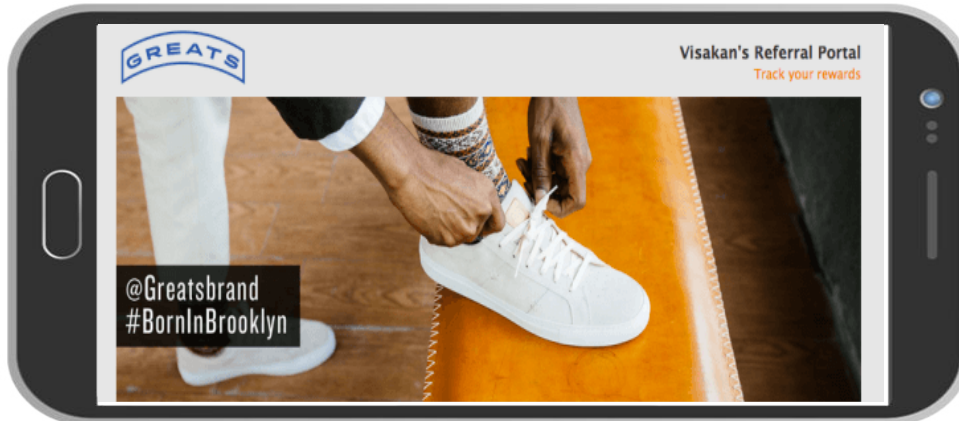 GREATS
Visakan's Referral Portal
Track your rewards
@Greatsbrand
#BornInBrooklyn